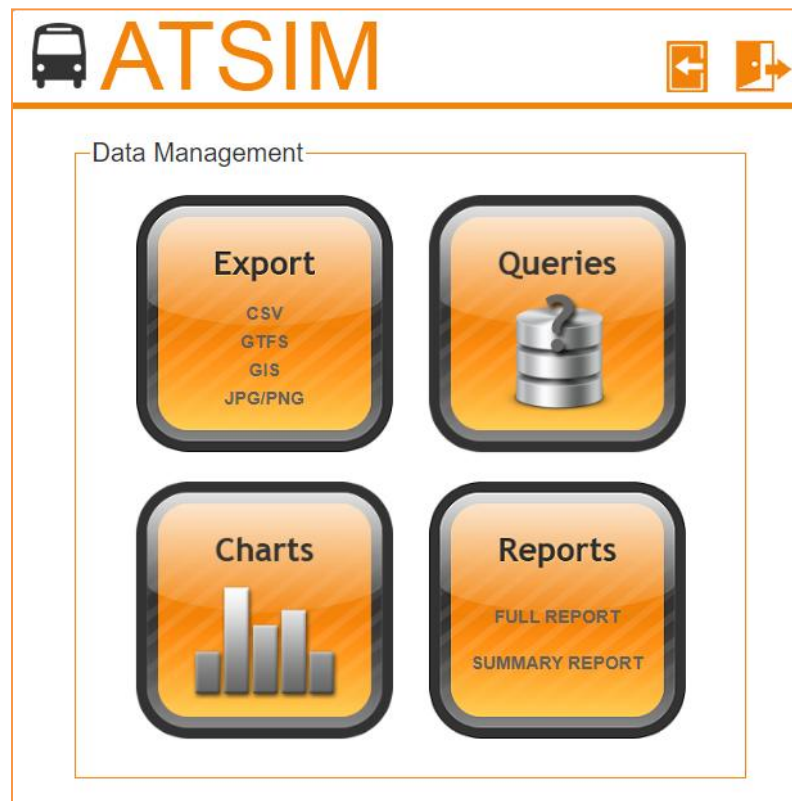 ATSIM
Data Management
Export
CSV
GTFS
GIS
JPG/PNG
Queries
?
Charts
Reports
FULL REPORT
SUMMARY REPORT